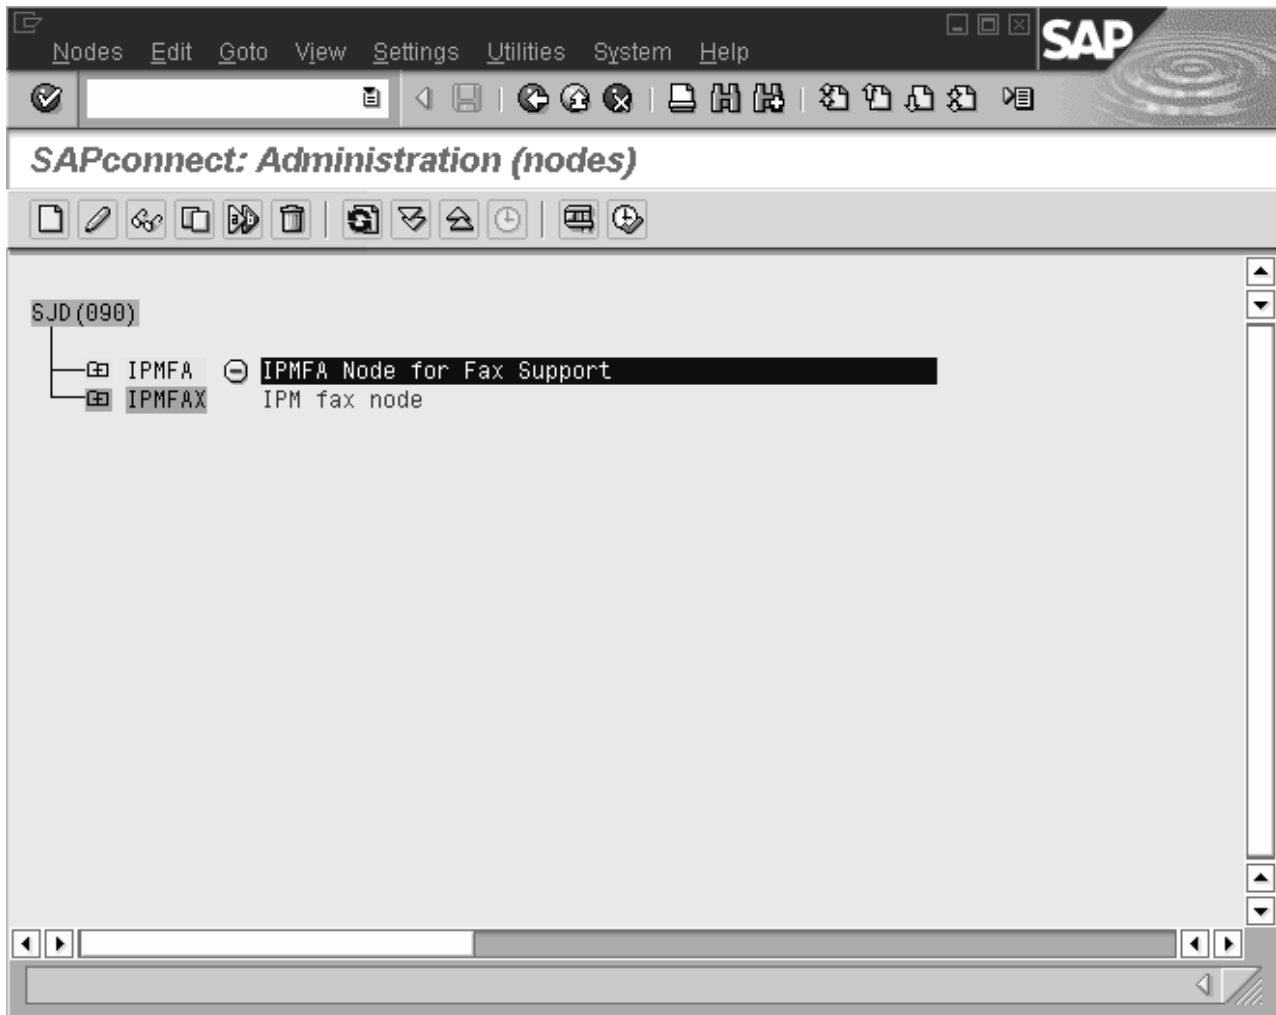 Nodes Edit Goto View Settings Utilities System Help
SAP
SAPconnect: Administration (nodes)
SJD(090)
IPMFA IPMFA Node for Fax Support
IPMFAX IPM fax node